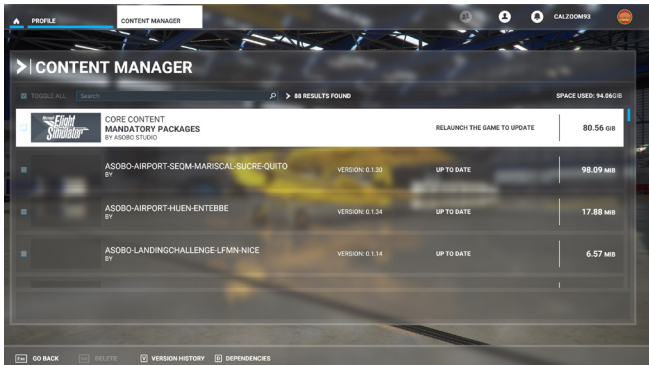 PROFILE
CONTENT MANAGER
CALZOOM93
CONTENT MANAGER
TOGGLE ALL
Search
88 RESULTS FOUND
SPACE USED: 94.06GIB
Microsoft Flight Simulator
CORE CONTENT
MANDATORY PACKAGES
BY ASOBO STUDIO
RELAUNCH THE GAME TO UPDATE
80.56 GIB
ASOBO-AIRPORT-SEQM-MARISCAL-SUCRE-QUITO
BY
VERSION: 0.1.20
UP TO DATE
98.09 MIB
ASOBO-AIRPORT-HUEN-ENTEBBE
BY
VERSION: 0.1.34
UP TO DATE
17.88 MIB
ASOBO-LANDINGCHALLENGE-LFMN-NICE
BY
VERSION: 0.1.14
UP TO DATE
6.57 MIB
Esc GO BACK
DELETE
V VERSION HISTORY
D DEPENDENCIES